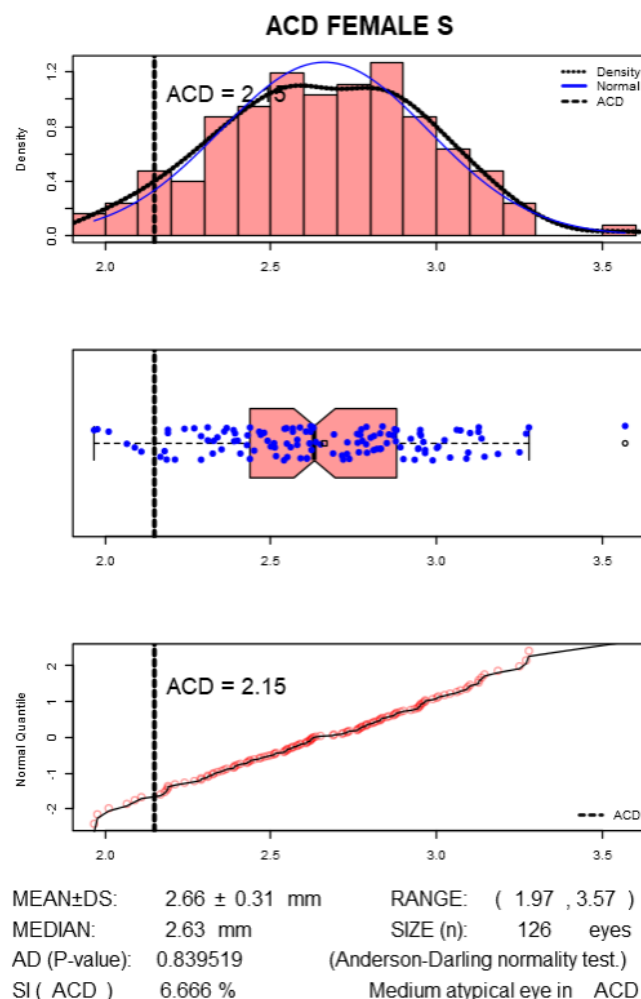 ACD FEMALE S
Density
0.0 0.4 0.8 1.2
ACD = 2.15
Density
Normal
ACD
2.0 2.5 3.0 3.5
2.0 2.5 3.0 3.5
Normal Quantile
-2 -1 0 1 2
ACD = 2.15
ACD
2.0 2.5 3.0 3.5
MEAN±DS: 2.66 ± 0.31 mm RANGE: ( 1.97 , 3.57 )
MEDIAN: 2.63 mm SIZE (n): 126 eyes
AD (P-value): 0.839519 (Anderson-Darling normality test.)
SI ( ACD ) 6.666 % Medium atypical eye in ACD